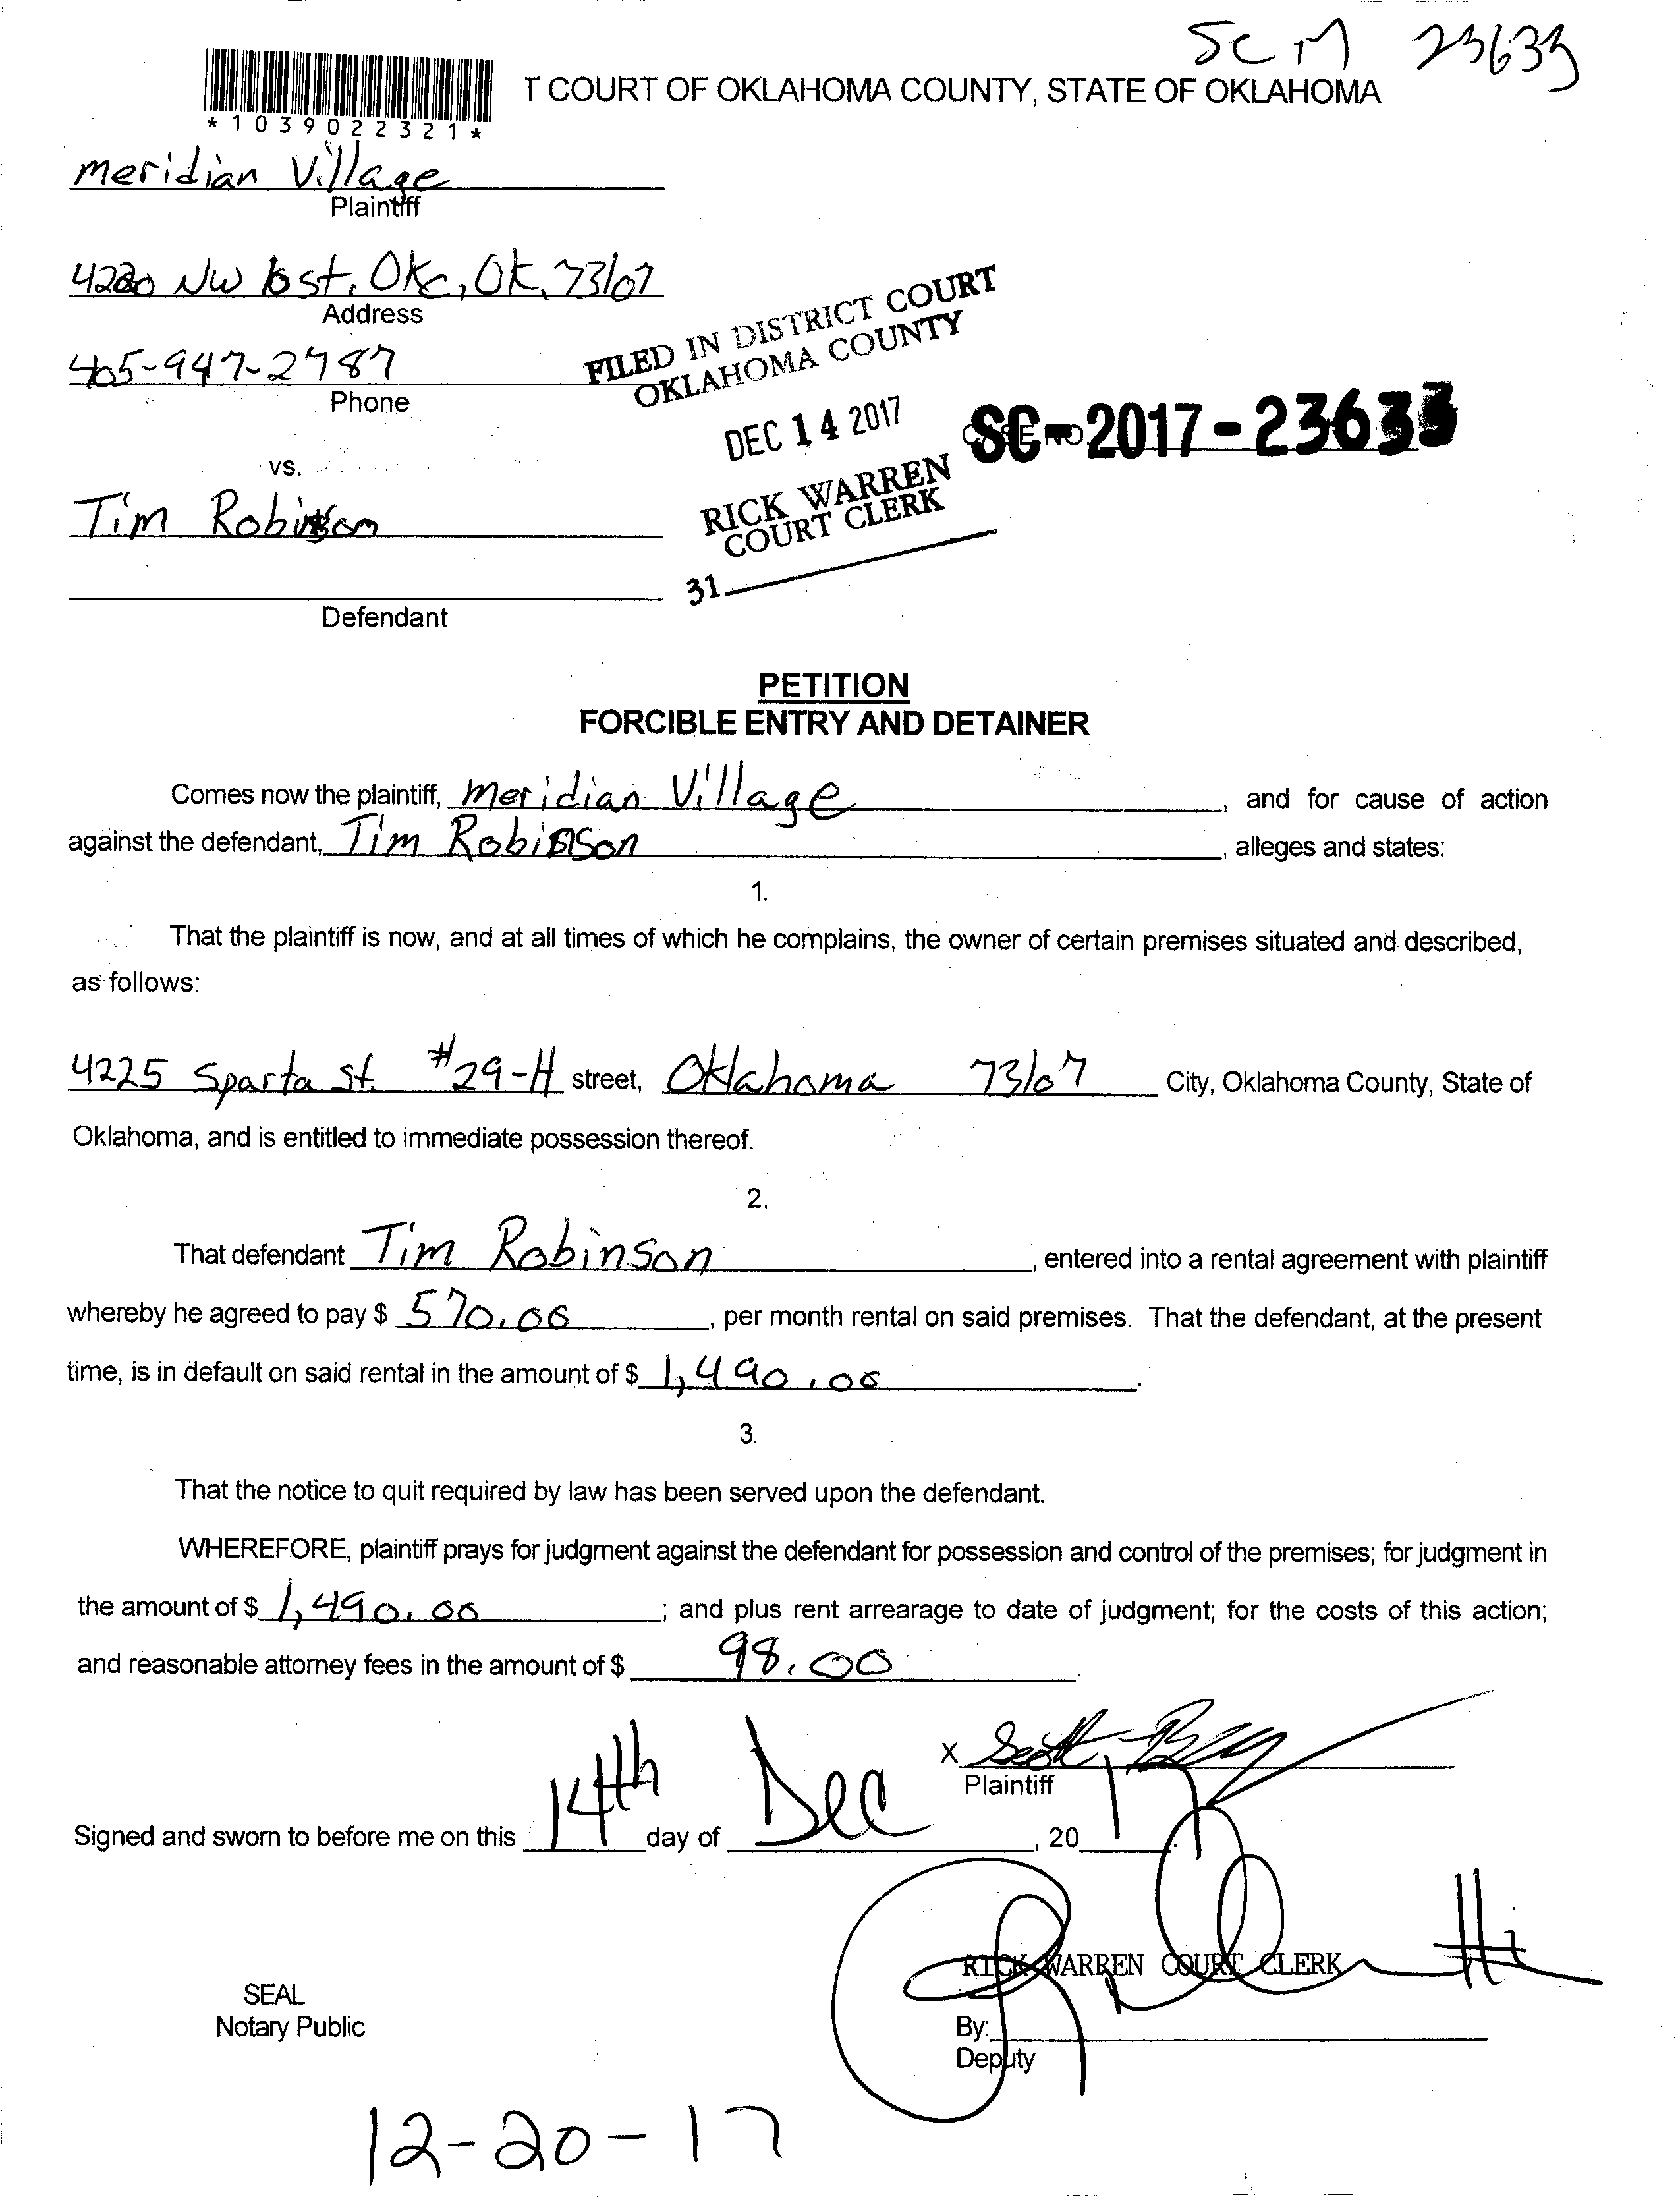 SCM 23633
T COURT OF OKLAHOMA COUNTY, STATE OF OKLAHOMA
*1039022321*
Meridian Village
Plaintiff
NW st. Okc, Ok, 73107
Address
405-947-2787
Phone
FILED IN DISTRICT COURT
OKLAHOMA COUNTY
DEC 14 2017
RICK WARREN
COURT CLERK
31
SC-2017-23633
vs.
Tim Robinson
Defendant
PETITION
FORCIBLE ENTRY AND DETAINER
Comes now the plaintiff, Meridian Village, and for cause of action
against the defendant, Tim Robinson, alleges and states:
1.
That the plaintiff is now, and at all times of which he complains, the owner of certain premises situated and described,
as follows:
4225 Sparta St. #29-H street, Oklahoma 73107 City, Oklahoma County, State of
Oklahoma, and is entitled to immediate possession thereof.
2.
That defendant Tim Robinson, entered into a rental agreement with plaintiff
whereby he agreed to pay $ 570.00, per month rental on said premises. That the defendant, at the present
time, is in default on said rental in the amount of $ 1,490.00.
3.
That the notice to quit required by law has been served upon the defendant.
WHEREFORE, plaintiff prays for judgment against the defendant for possession and control of the premises; for judgment in
the amount of $ 1,490.00; and plus rent arrearage to date of judgment; for the costs of this action;
and reasonable attorney fees in the amount of $ 98.00.
X Scott
Plaintiff
Signed and sworn to before me on this 14th day of Dec, 2017.
RICK WARREN COURT CLERK
SEAL
Notary Public
By:
Deputy
12-20-17